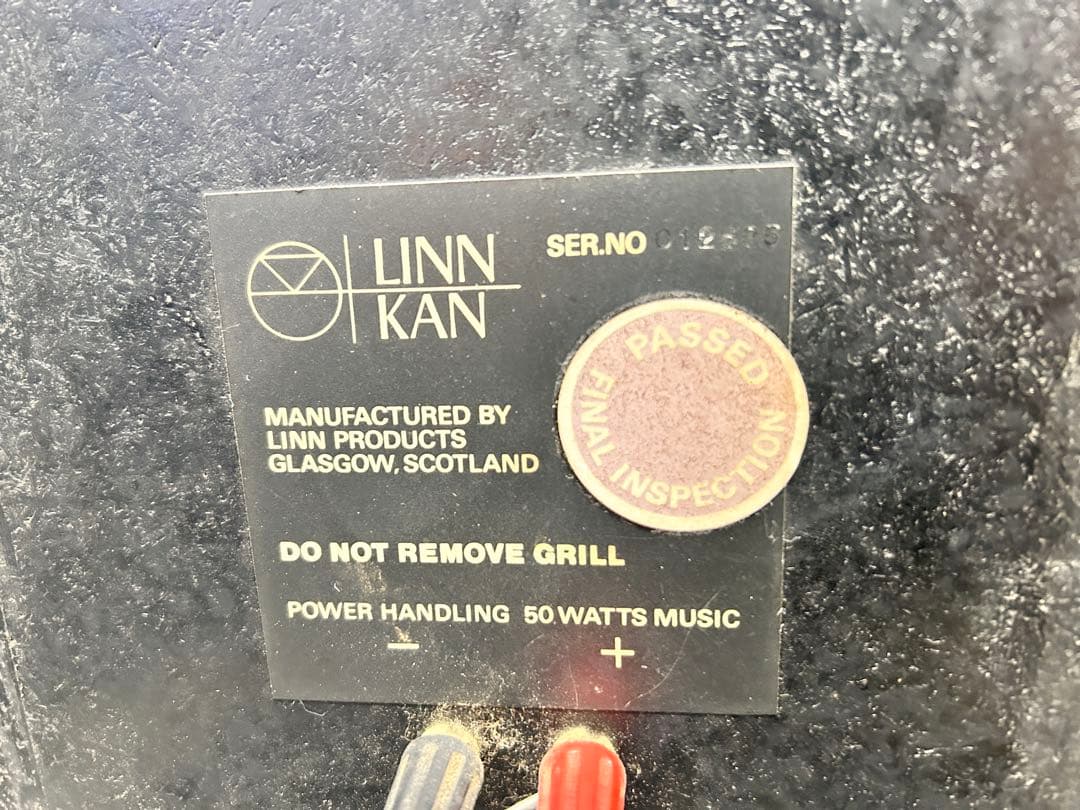 LINN
KAN
SER.NO
PASSED
FINAL INSPECTION
MANUFACTURED BY
LINN PRODUCTS
GLASGOW, SCOTLAND
DO NOT REMOVE GRILL
POWER HANDLING 50 WATTS MUSIC
− +